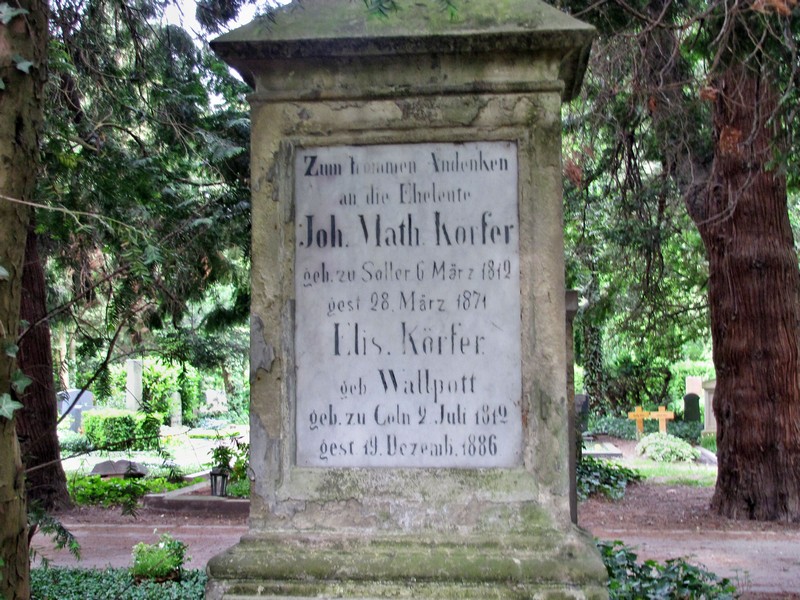 Zum frommen Andenken
an die Eheleute
Joh. Math. Korfer
geb. zu Soller 6 März 1812
gest 28. März 1871
Elis. Körfer
geb Wallpott
geb. zu Coln 2. Juli 1812
gest 19. Dezemb. 1886